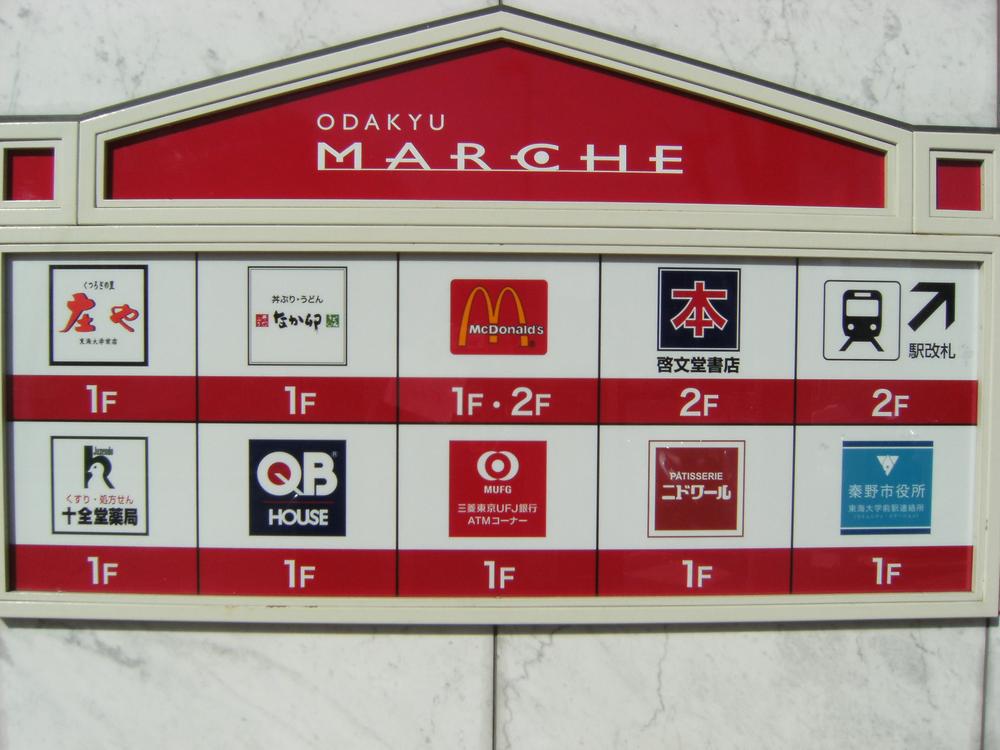 ODAKYU
MARCHE
くつろぎの里
庄や
東海大学前店
丼ぶり・うどん
なか卯
McDonald's
本
啓文堂書店
駅改札
1F
1F
1F・2F
2F
2F
Juzendo
くすり・処方せん
十全堂薬局
QB
HOUSE
MUFG
三菱東京UFJ銀行
ATMコーナー
PÂTISSERIE
ニドワール
秦野市役所
東海大学前駅連絡所
1F
1F
1F
1F
1F